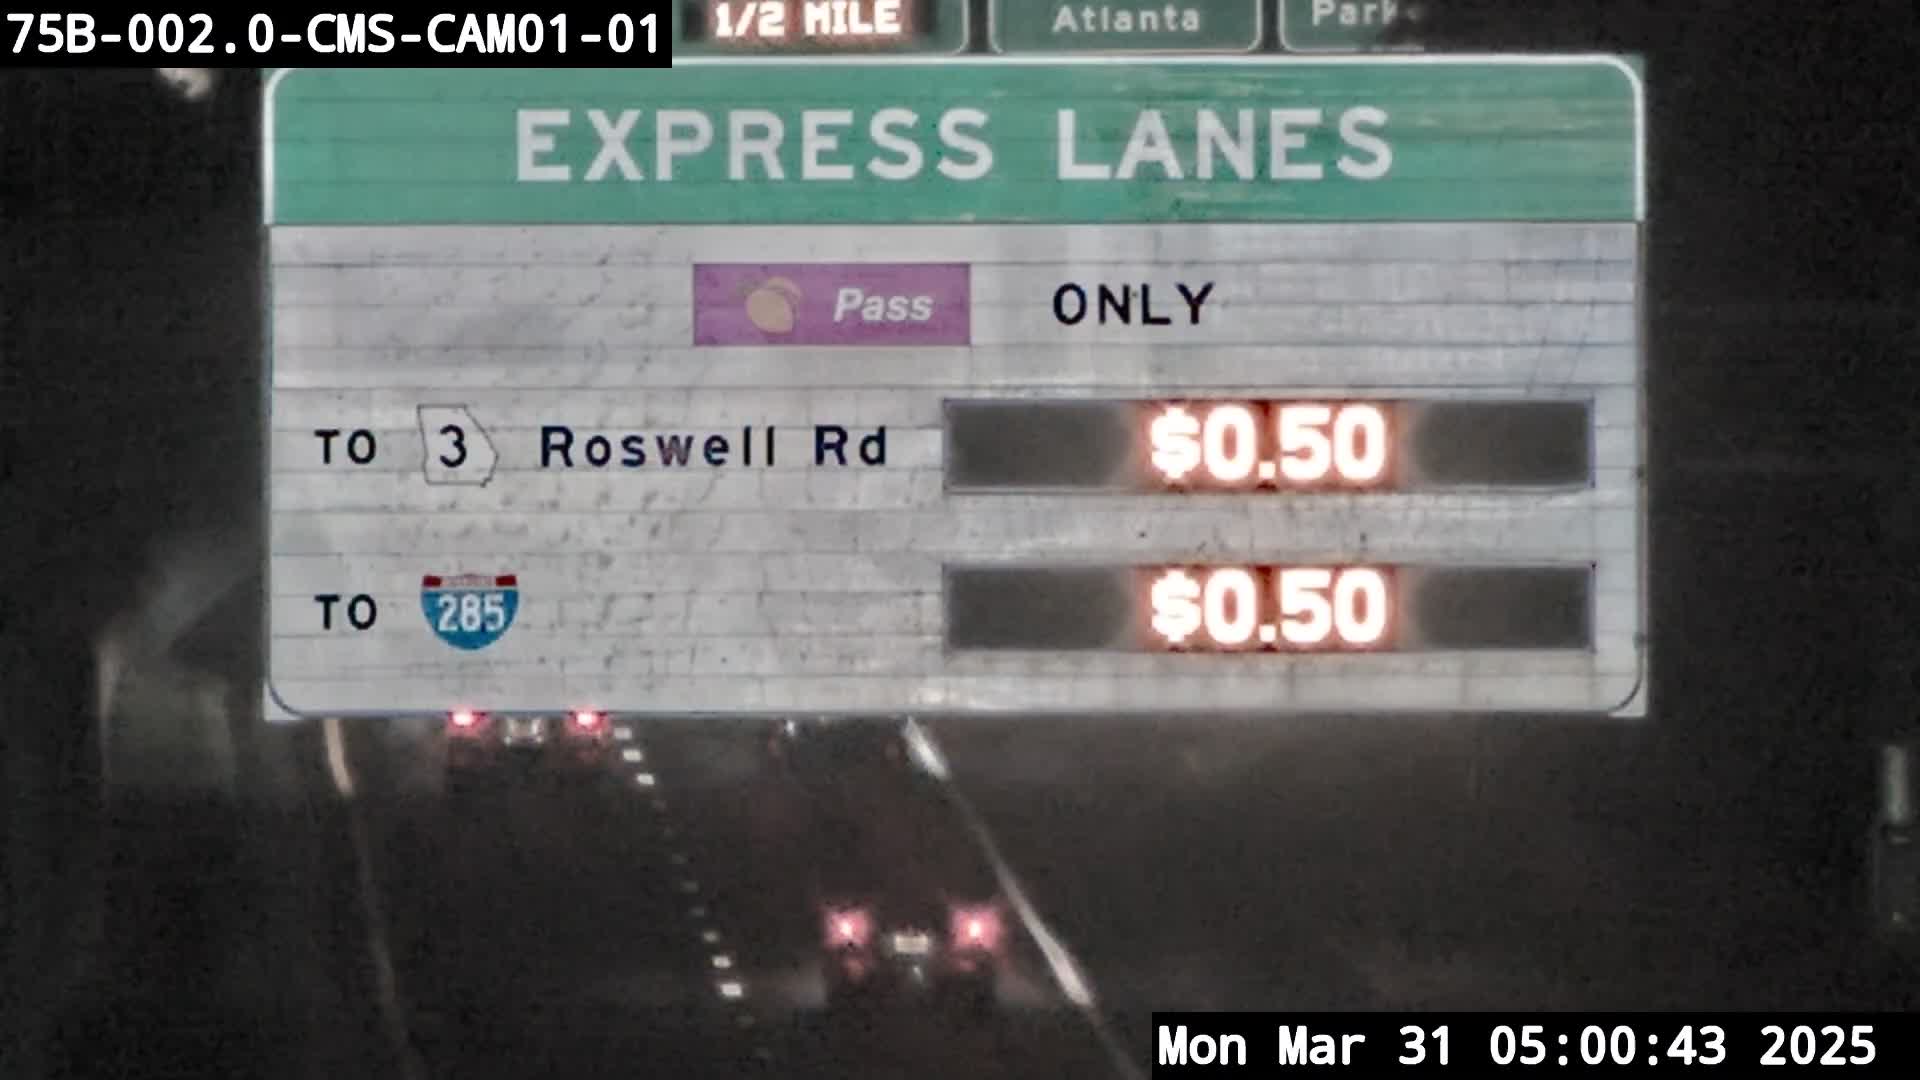 75B-002.0-CMS-CAM01-01
1/2 MILE
Atlanta
EXPRESS LANES
Pass ONLY
TO 3 Roswell Rd $0.50
TO 285 $0.50
Mon Mar 31 05:00:43 2025